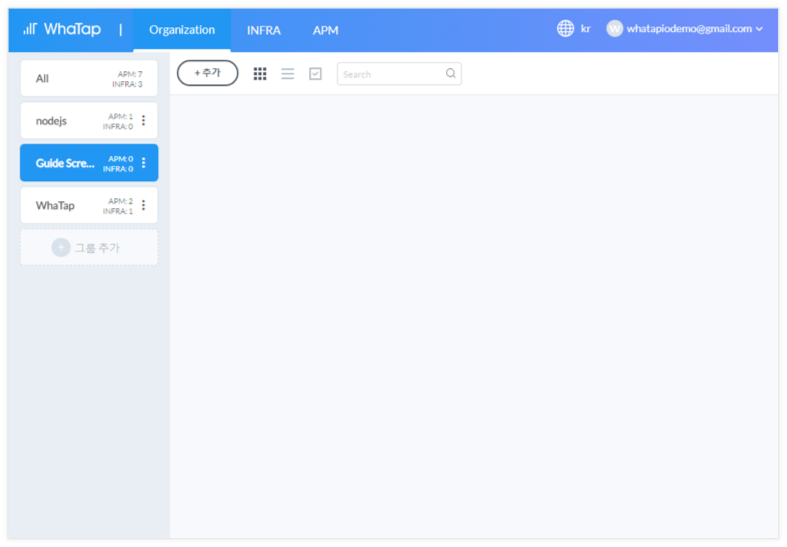 WhaTap | Organization INFRA APM kr W whatapiodemo@gmail.com
+추가 Search
All APM: 7
INFRA: 3
nodejs APM: 1
INFRA: 0
Guide Scre... APM: 0
INFRA: 0
WhaTap APM: 2
INFRA: 1
+ 그룹 추가